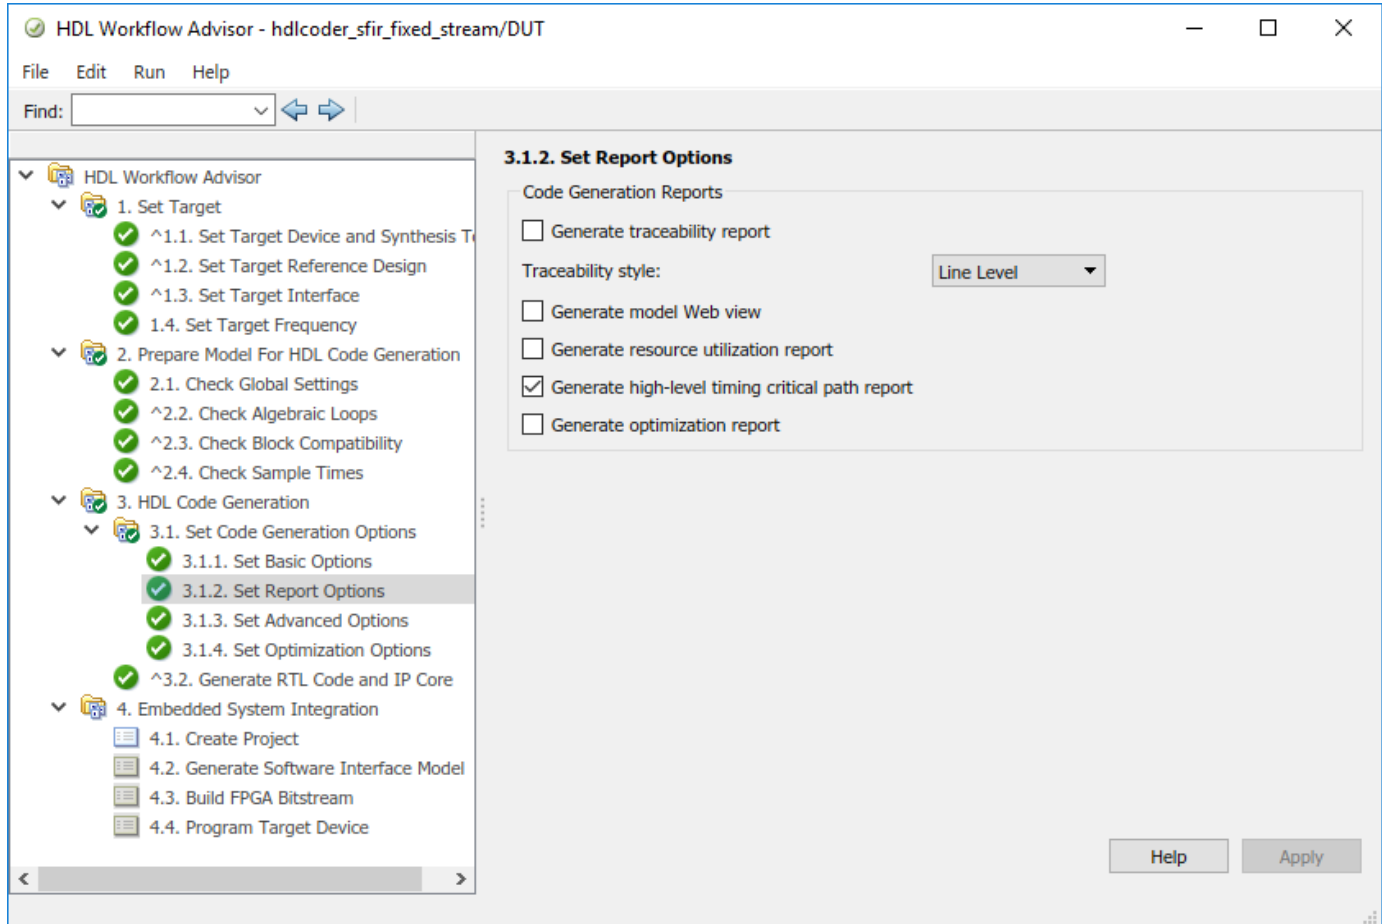 HDL Workflow Advisor - hdlcoder_sfir_fixed_stream/DUT
File Edit Run Help
Find:
HDL Workflow Advisor
1. Set Target
^1.1. Set Target Device and Synthesis T
^1.2. Set Target Reference Design
^1.3. Set Target Interface
1.4. Set Target Frequency
2. Prepare Model For HDL Code Generation
2.1. Check Global Settings
^2.2. Check Algebraic Loops
^2.3. Check Block Compatibility
^2.4. Check Sample Times
3. HDL Code Generation
3.1. Set Code Generation Options
3.1.1. Set Basic Options
3.1.2. Set Report Options
3.1.3. Set Advanced Options
3.1.4. Set Optimization Options
^3.2. Generate RTL Code and IP Core
4. Embedded System Integration
4.1. Create Project
4.2. Generate Software Interface Model
4.3. Build FPGA Bitstream
4.4. Program Target Device
3.1.2. Set Report Options
Code Generation Reports
Generate traceability report
Traceability style: Line Level
Generate model Web view
Generate resource utilization report
Generate high-level timing critical path report
Generate optimization report
Help Apply